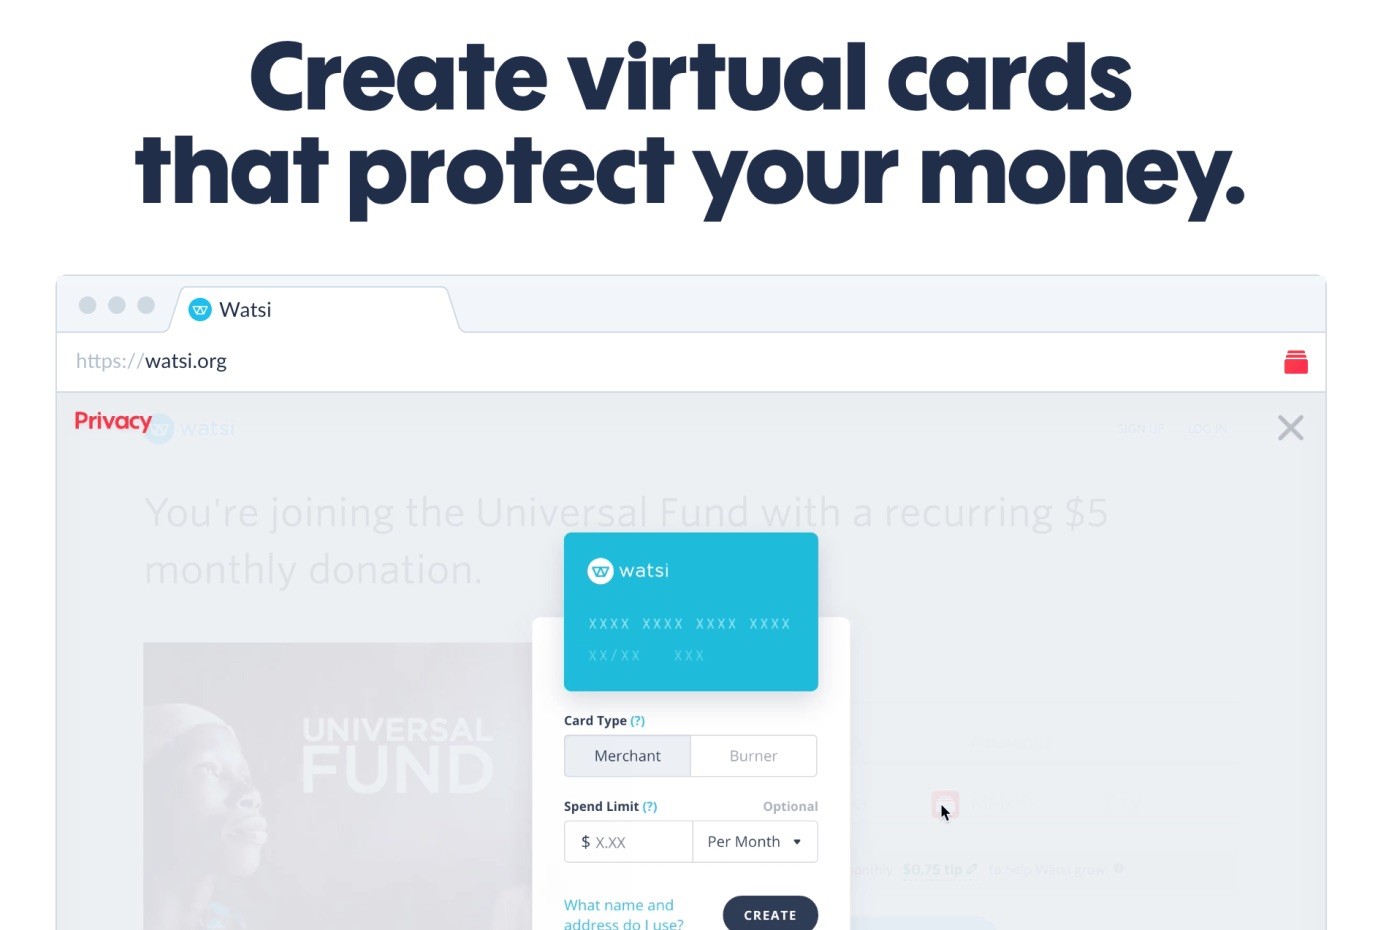 Create virtual cards
that protect your money.
Watsi
https://watsi.org
Privacy
watsi
SIGN UP
LOG IN
You're joining the Universal Fund with a recurring $5
monthly donation.
watsi
XXXX XXXX XXXX XXXX
XX/XX XXX
UNIVERSAL
FUND
Card Type (?)
Merchant
Burner
Spend Limit (?)
Optional
$ X.XX
Per Month
$0.75 tip
to help Watsi grow
What name and
address do I use?
CREATE